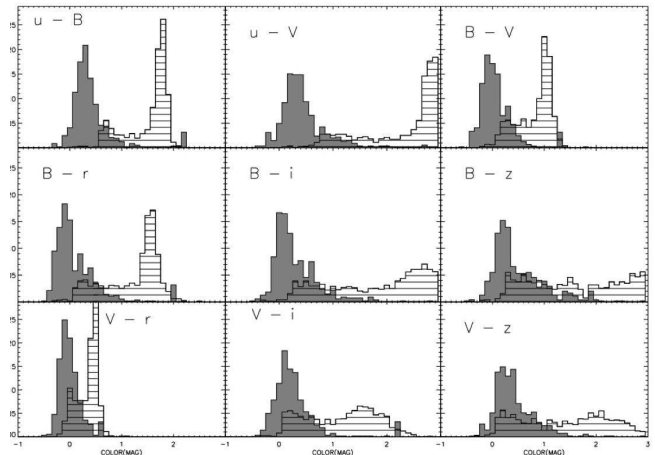 u – B
u – V
B – V
B – r
B – i
B – z
V – r
V – i
V – z
-1 0 1 2 -1 0 1 2 -1 0 1 2 3
COLOR(MAG) COLOR(MAG) COLOR(MAG)